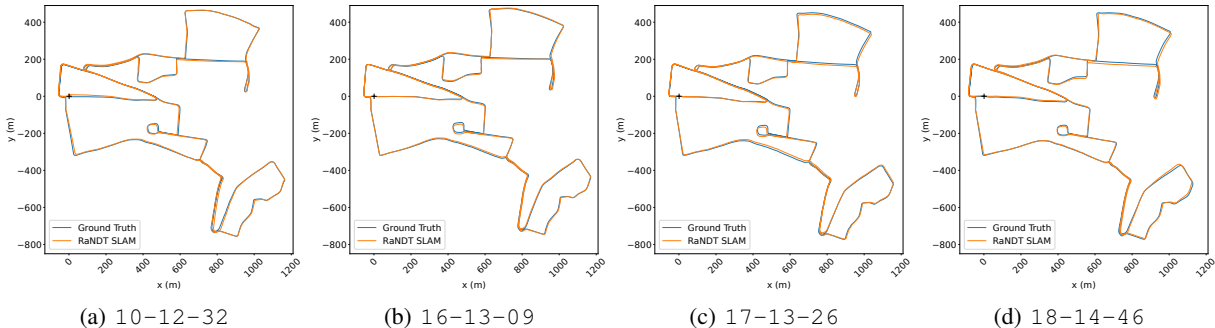 400
200
0
−200
−400
−600
−800
y (m)
0
200
400
600
800
1000
1200
x (m)
Ground Truth
RaNDT SLAM
(a) 10-12-32
400
200
0
−200
−400
−600
−800
y (m)
0
200
400
600
800
1000
1200
x (m)
Ground Truth
RaNDT SLAM
(b) 16-13-09
400
200
0
−200
−400
−600
−800
y (m)
0
200
400
600
800
1000
1200
x (m)
Ground Truth
RaNDT SLAM
(c) 17-13-26
400
200
0
−200
−400
−600
−800
y (m)
0
200
400
600
800
1000
1200
x (m)
Ground Truth
RaNDT SLAM
(d) 18-14-46